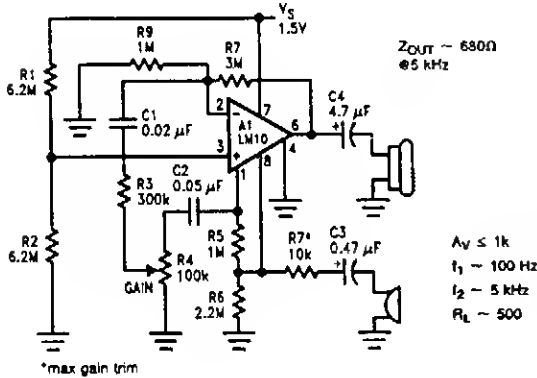 VS
1.5V
R9
1M
R7
3M
ZOUT ~ 680Ω
@5 kHz
R1
6.2M
C1
0.02 µF
2
−
A1
LM10
7
6
4
3
+
8
1
C4
4.7 µF
+
C2
0.05 µF
R3
300k
R2
6.2M
GAIN
R4
100k
R5
1M
R6
2.2M
R7*
10k
C3
0.47 µF
+
AV ≤ 1k
f1 ~ 100 Hz
f2 ~ 5 kHz
RL ~ 500
*max gain trim